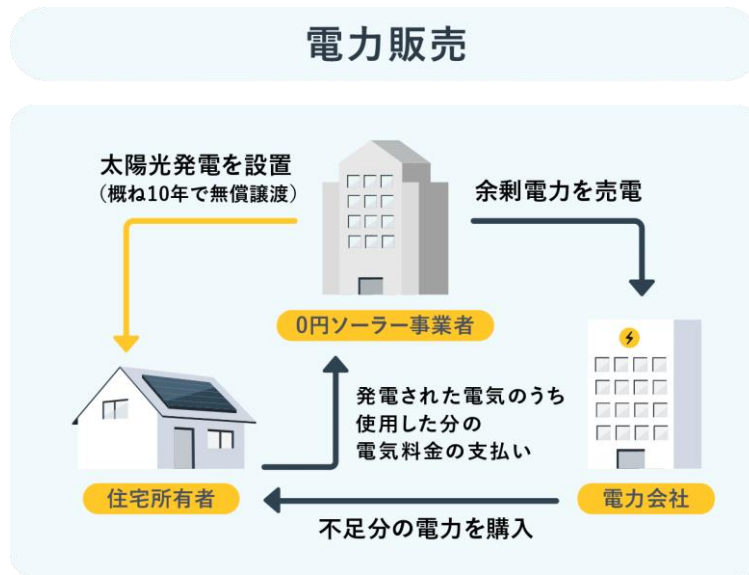 電力販売
太陽光発電を設置
（概ね10年で無償譲渡）
余剰電力を売電
0円ソーラー事業者
発電された電気のうち
使用した分の
電気料金の支払い
住宅所有者
電力会社
不足分の電力を購入